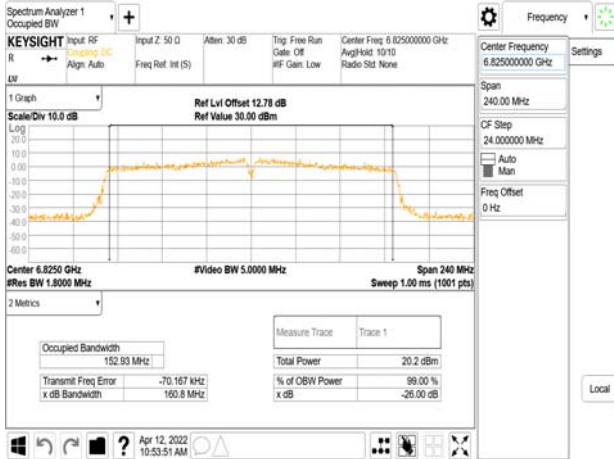 Spectrum Analyzer 1
Occupied BW
Frequency
KEYSIGHT
R
Input: RF
Coupling: DC
Align: Auto
Input Z: 50 Ω
Freq Ref: Int (S)
Atten: 30 dB
Trig: Free Run
Gate: Off
#IF Gain: Low
Center Freq: 6.825000000 GHz
Avg|Hold: 10/10
Radio Std: None
Center Frequency
6.825000000 GHz
Settings
Span
240.00 MHz
CF Step
24.000000 MHz
Auto
Man
Freq Offset
0 Hz
Local
1 Graph
Scale/Div 10.0 dB
Ref Lvl Offset 12.78 dB
Ref Value 30.00 dBm
Log
20.0
10.0
0.00
-10.0
-20.0
-30.0
-40.0
-50.0
-60.0
Center 6.8250 GHz
#Res BW 1.8000 MHz
#Video BW 5.0000 MHz
Span 240 MHz
Sweep 1.00 ms (1001 pts)
2 Metrics
Measure Trace
Trace 1
Occupied Bandwidth
152.93 MHz
Total Power
20.2 dBm
Transmit Freq Error
-70.167 kHz
% of OBW Power
99.00 %
x dB Bandwidth
160.8 MHz
x dB
-26.00 dB
?
Apr 12, 2022
10:53:51 AM